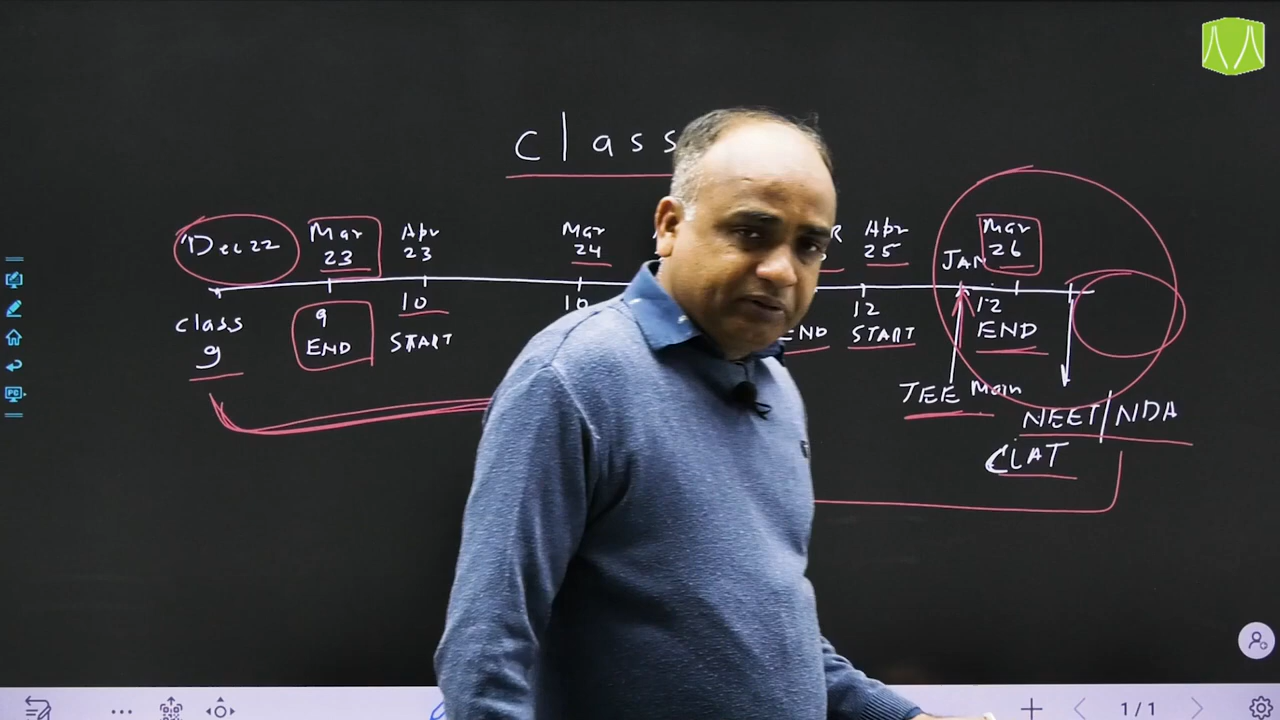 class
Dec 22 Mar 23 Apr 23 Mar 24 Apr 25 JAN Mar 26
class 9 9 END 10 START 10 END 12 START 12 END
JEE Main
NEET/NDA
CLAT
1/1